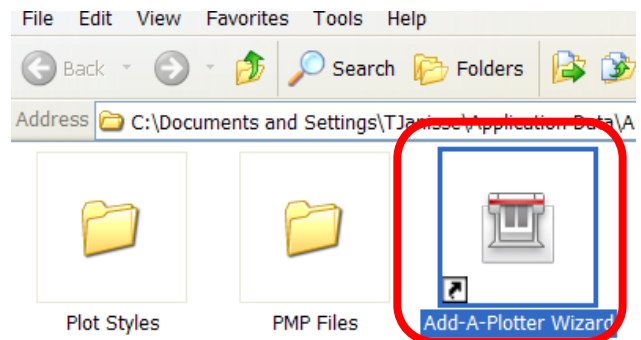 File Edit View Favorites Tools Help
Back Search Folders
Address C:\Documents and Settings\TJanisse\Application Data\A
Plot Styles PMP Files Add-A-Plotter Wizard